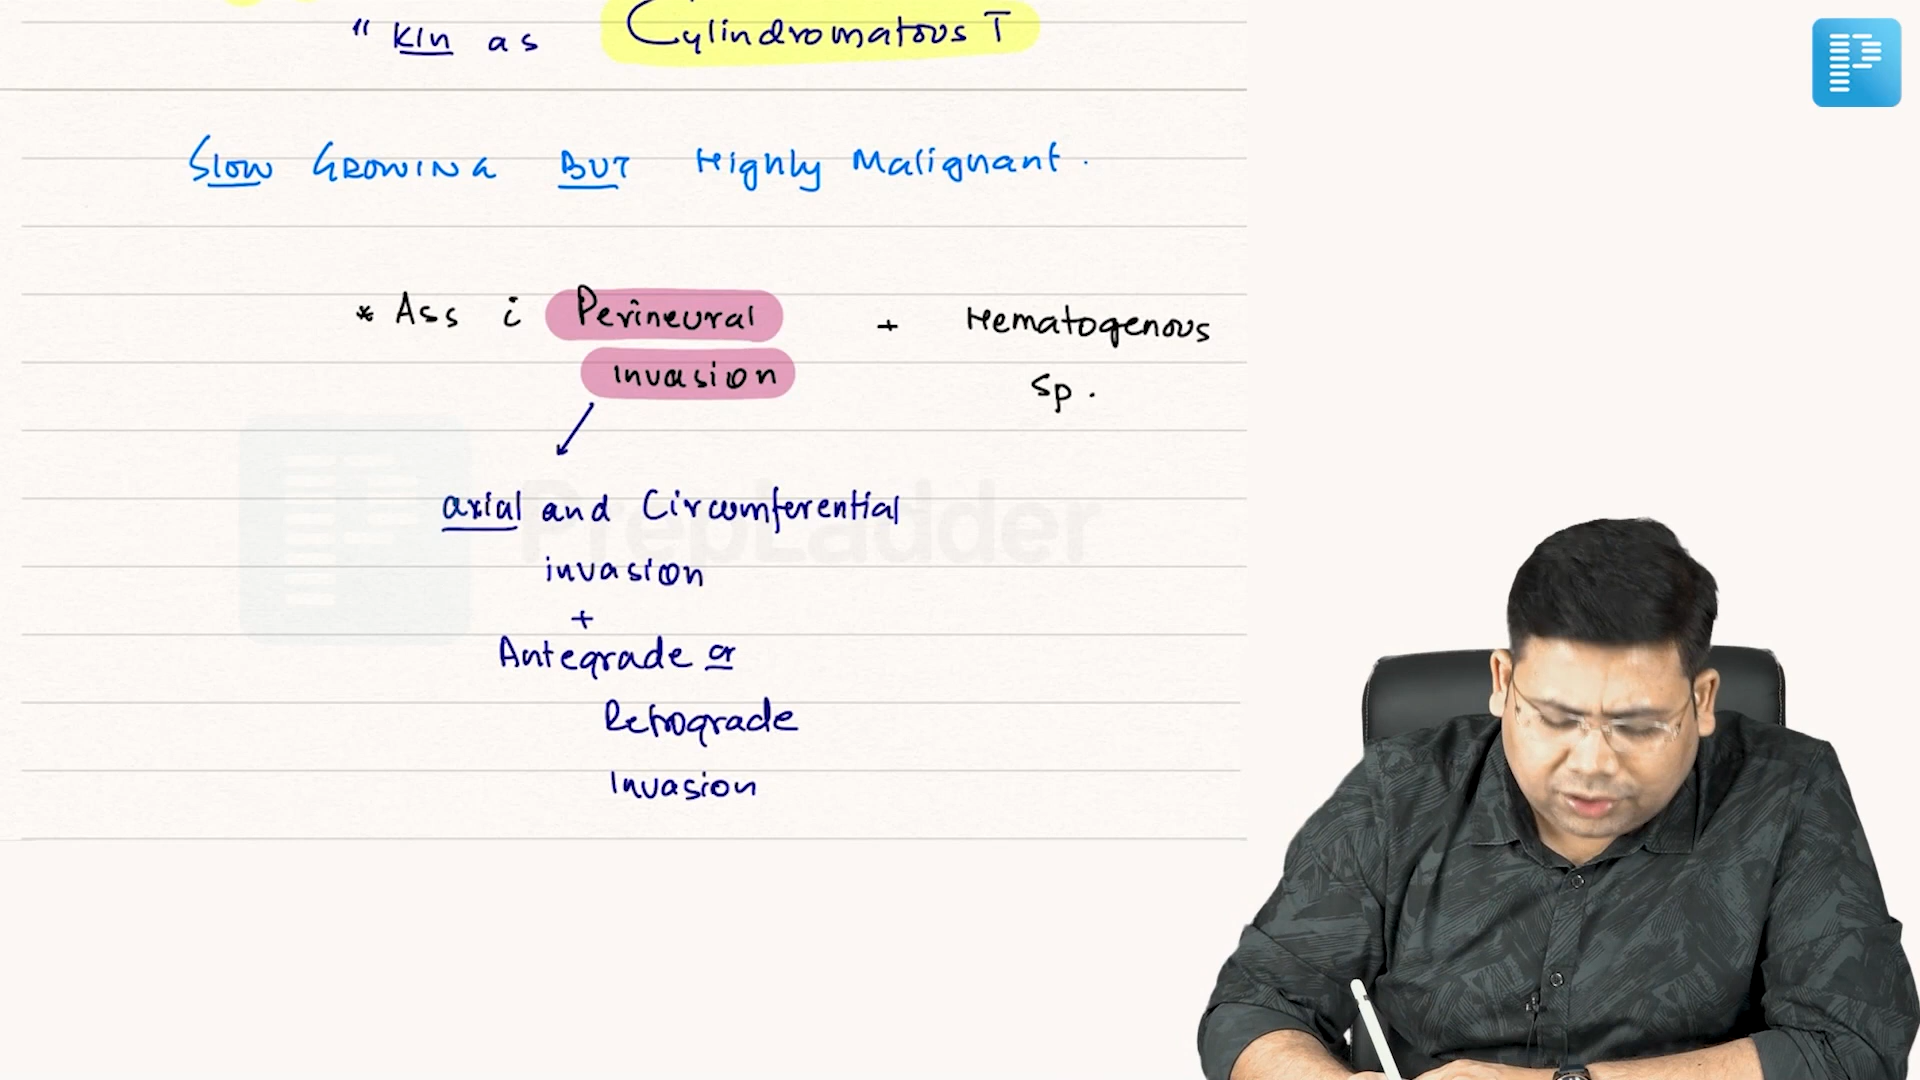 " kln as Cylindromatous T
Slow GROWING BUT Highly Malignant.
* Ass c Perineural + Hematogenous
invasion Sp.
axial and Circumferential
invasion
+
Antegrade or
Retrograde
Invasion
PrepLadder